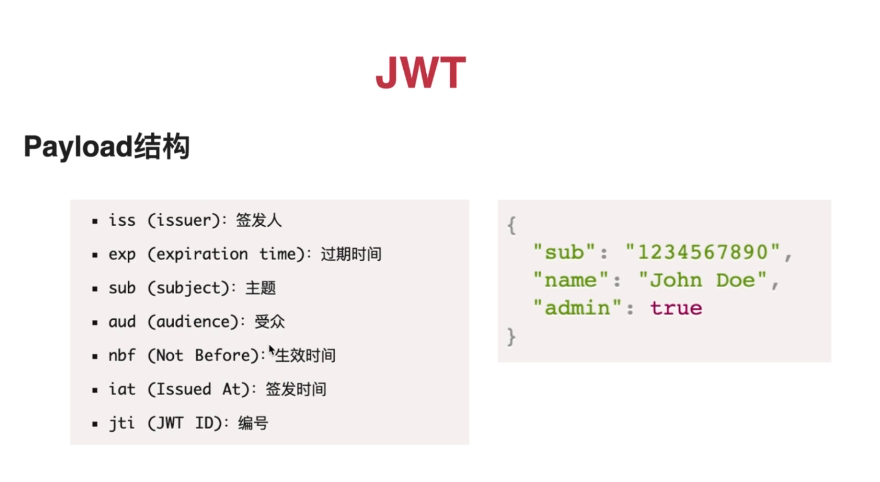 JWT
Payload结构
▪ iss (issuer)：签发人
▪ exp (expiration time)：过期时间
▪ sub (subject)：主题
▪ aud (audience)：受众
▪ nbf (Not Before)：生效时间
▪ iat (Issued At)：签发时间
▪ jti (JWT ID)：编号
{
"sub": "1234567890",
"name": "John Doe",
"admin": true
}